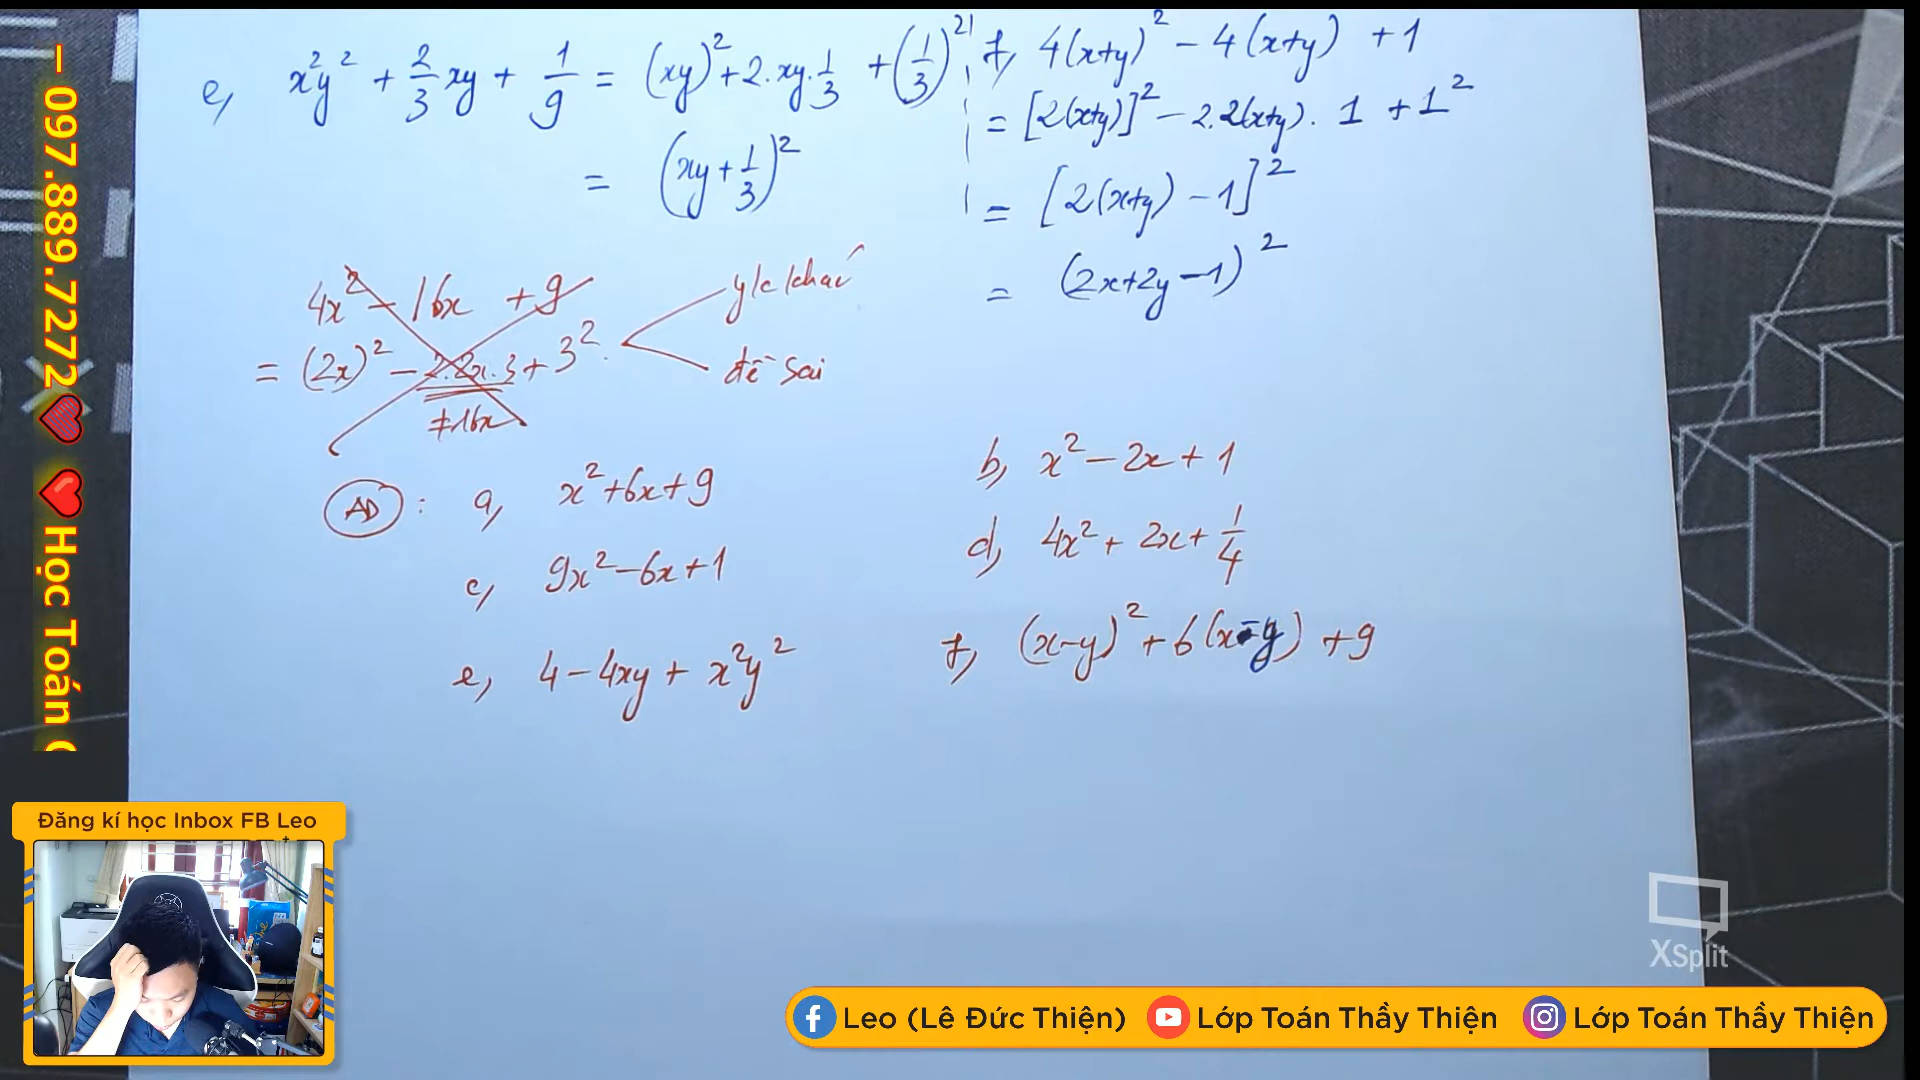 e, x²y² + 2/3 xy + 1/9 = (xy)² + 2.xy.1/3 + (1/3)²
= (xy + 1/3)²
f, 4(x+y)² - 4(x+y) + 1
= [2(x+y)]² - 2.2(x+y). 1 + 1²
= [2(x+y) - 1]²
= (2x+2y-1)²
4x² - 16x + 9
= (2x)² - 2.2x.3 + 3².
≠16x
y/c khác
đề sai
AD : a, x²+6x+9
b, x²-2x+1
c, 9x²-6x+1
d, 4x² + 2x + 1/4
e, 4-4xy + x²y²
f, (x-y)² + 6(x-y) + 9
- 097.889.7272 ❤ ❤ Học Toán
Đăng kí học Inbox FB Leo
XSplit
Leo (Lê Đức Thiện) Lớp Toán Thầy Thiện Lớp Toán Thầy Thiện